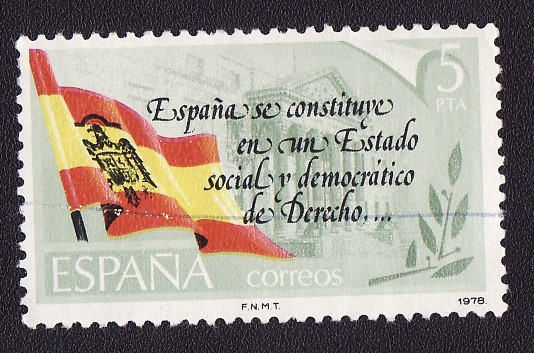 5
PTA
España se constituye
en un Estado
social y democrático
de Derecho,...
ESPAÑA correos
F.N.M.T. 1978.